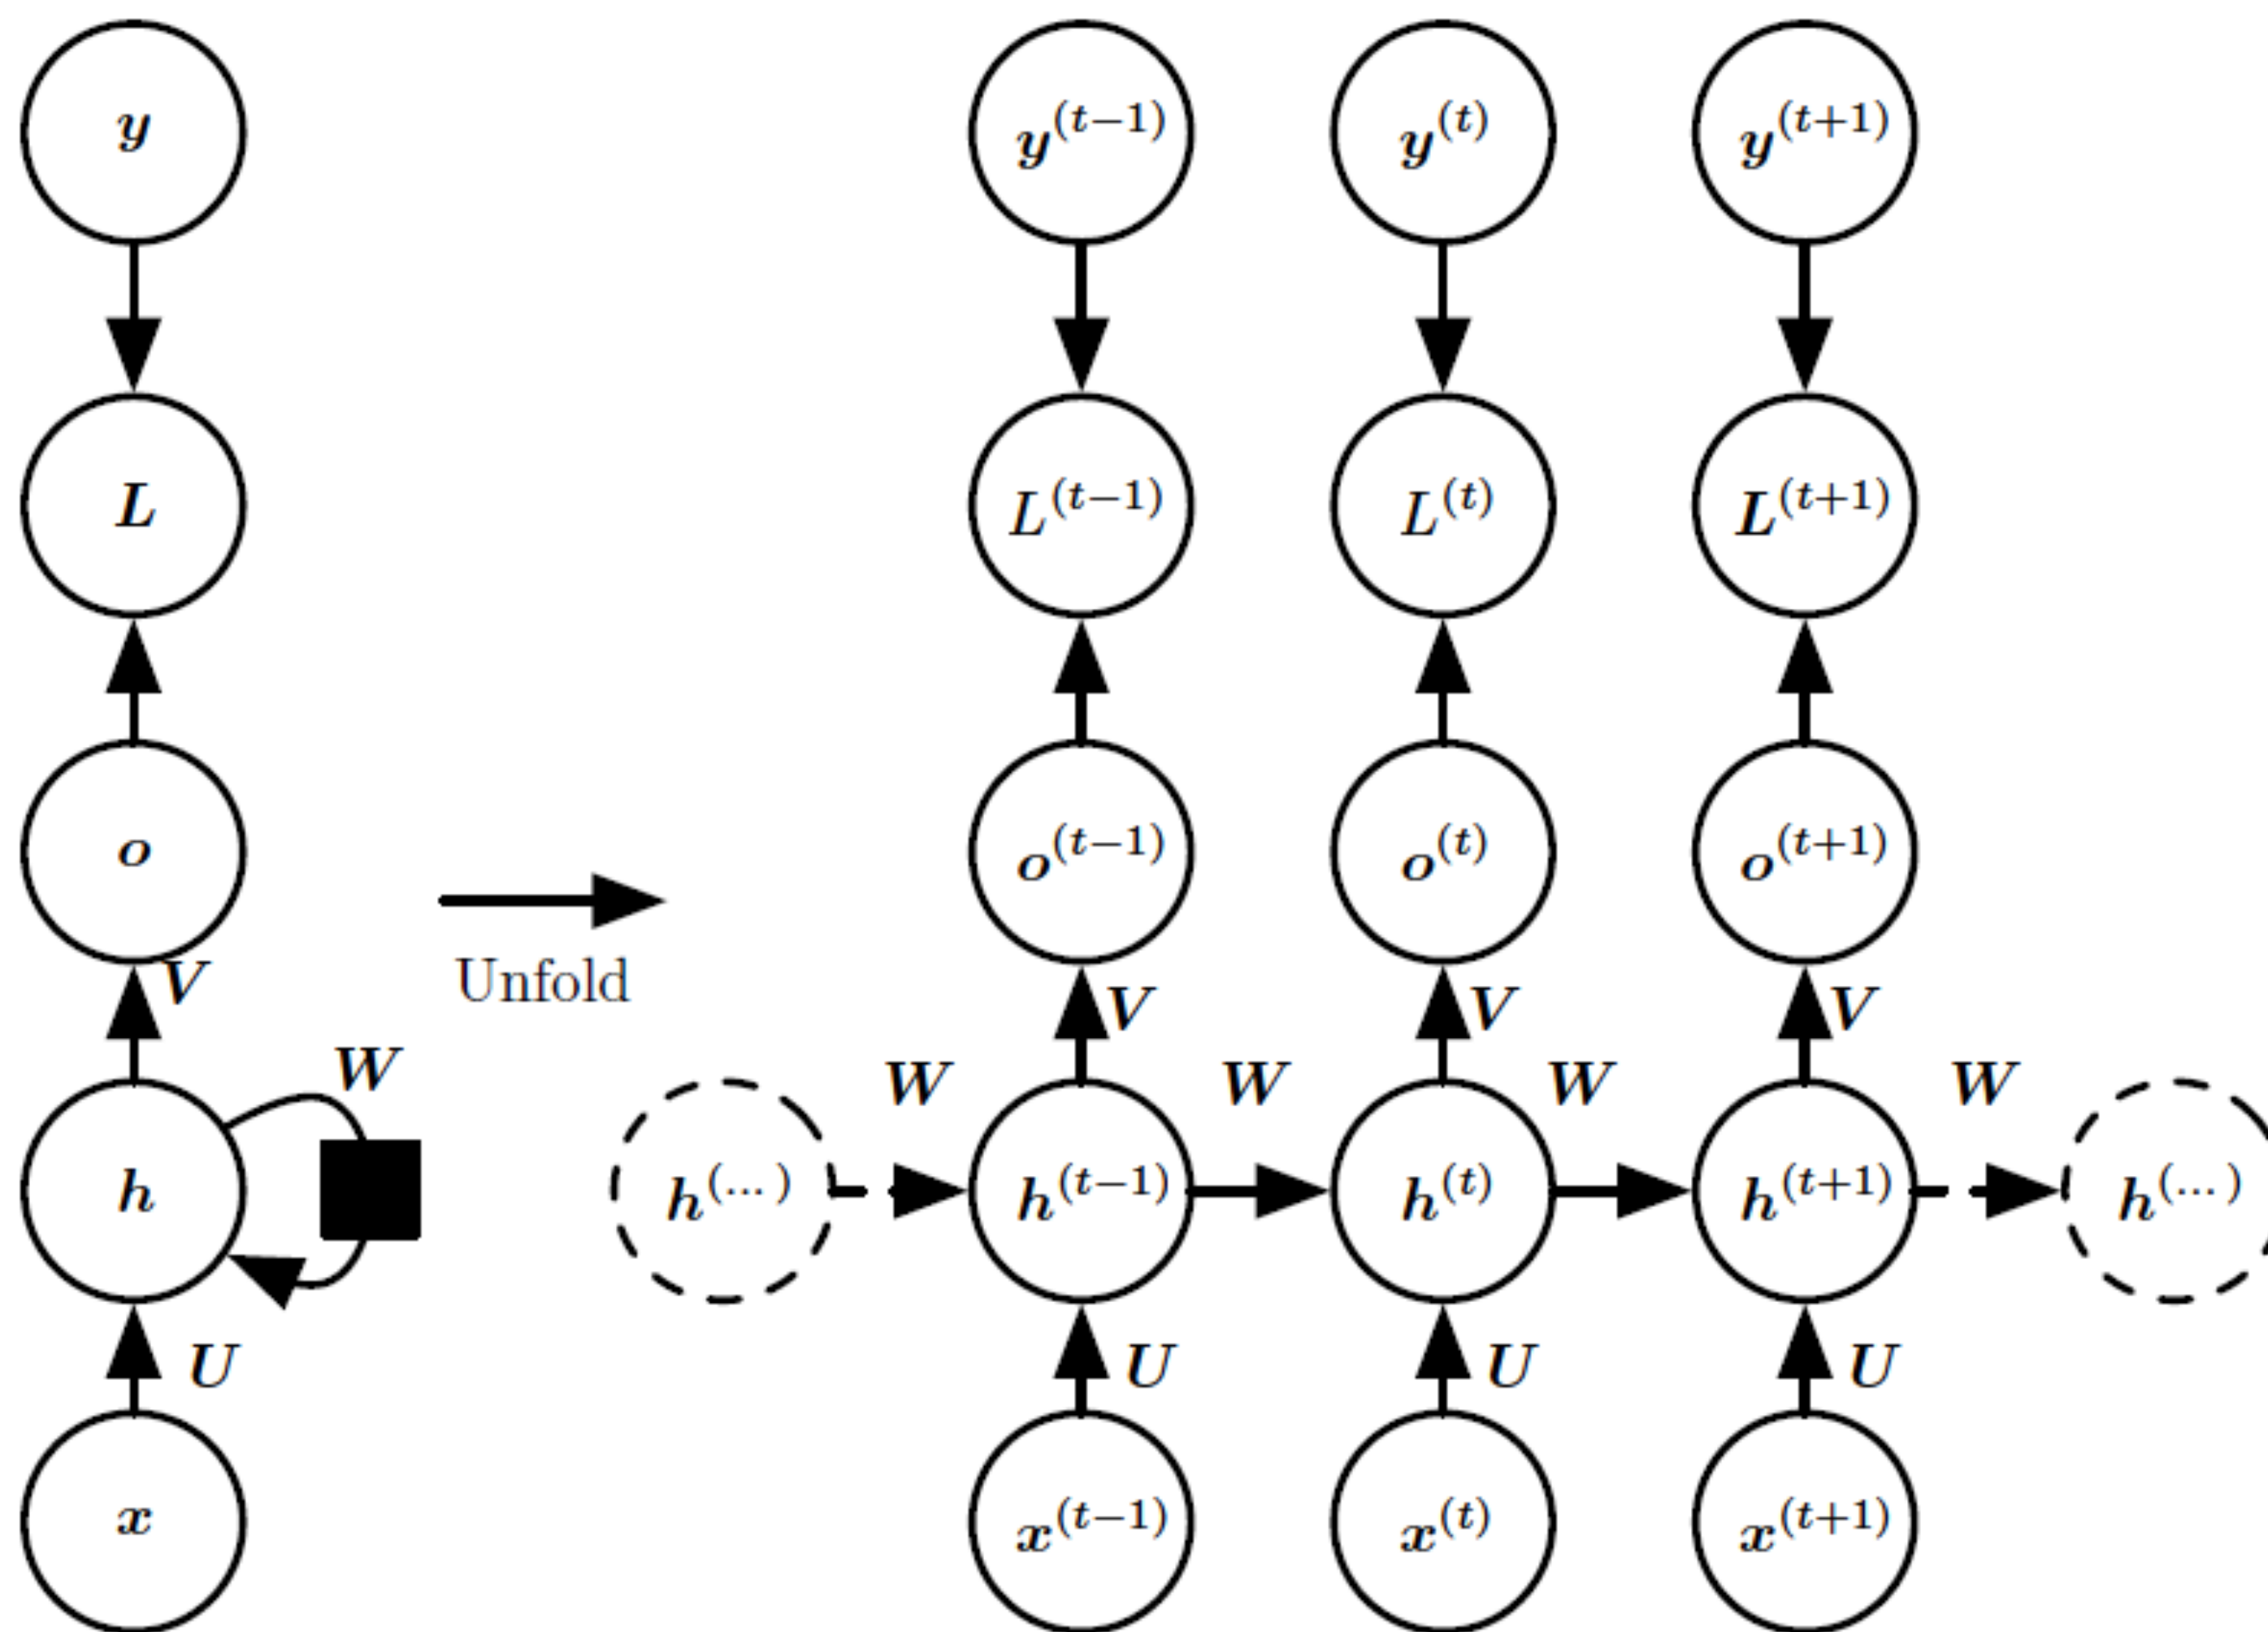 y y^(t−1) y^(t) y^(t+1)
L L^(t−1) L^(t) L^(t+1)
o o^(t−1) o^(t) o^(t+1)
Unfold
V V V V
W W W W W
h h^(...) h^(t−1) h^(t) h^(t+1) h^(...)
U U U U
x x^(t−1) x^(t) x^(t+1)